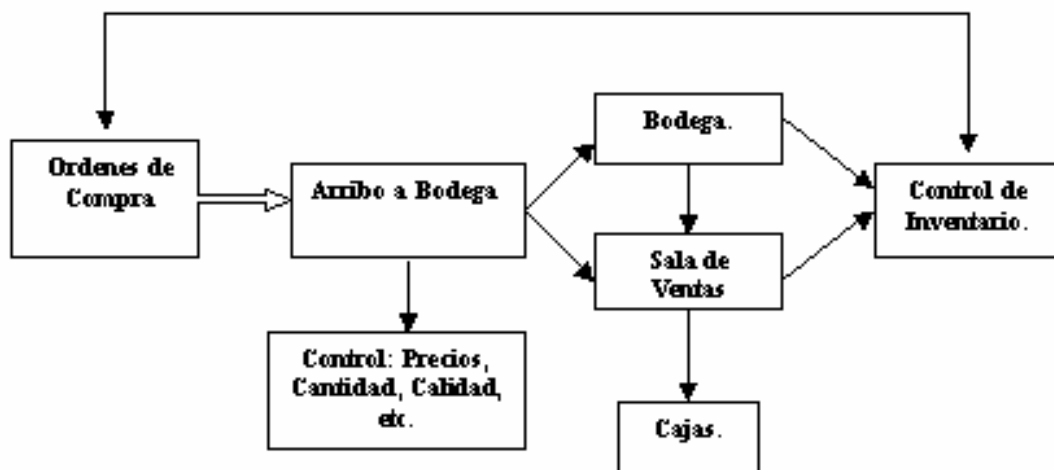 Ordenes de
Compra
Arribo a Bodega
Bodega.
Sala de
Ventas
Control de
Inventario.
Control: Precios,
Cantidad, Calidad,
etc.
Cajas.